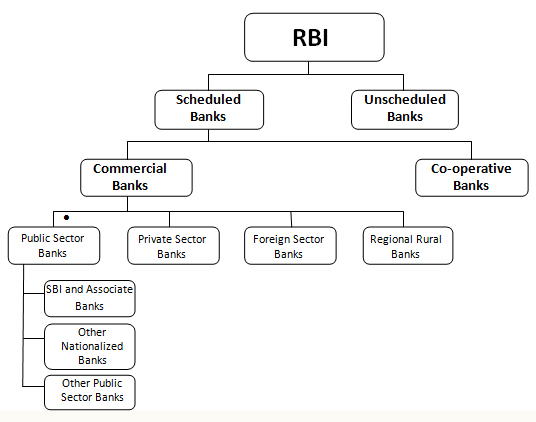 RBI
Scheduled
Banks
Unscheduled
Banks
Commercial
Banks
Co-operative
Banks
Public Sector
Banks
Private Sector
Banks
Foreign Sector
Banks
Regional Rural
Banks
SBI and Associate
Banks
Other
Nationalized
Banks
Other Public
Sector Banks